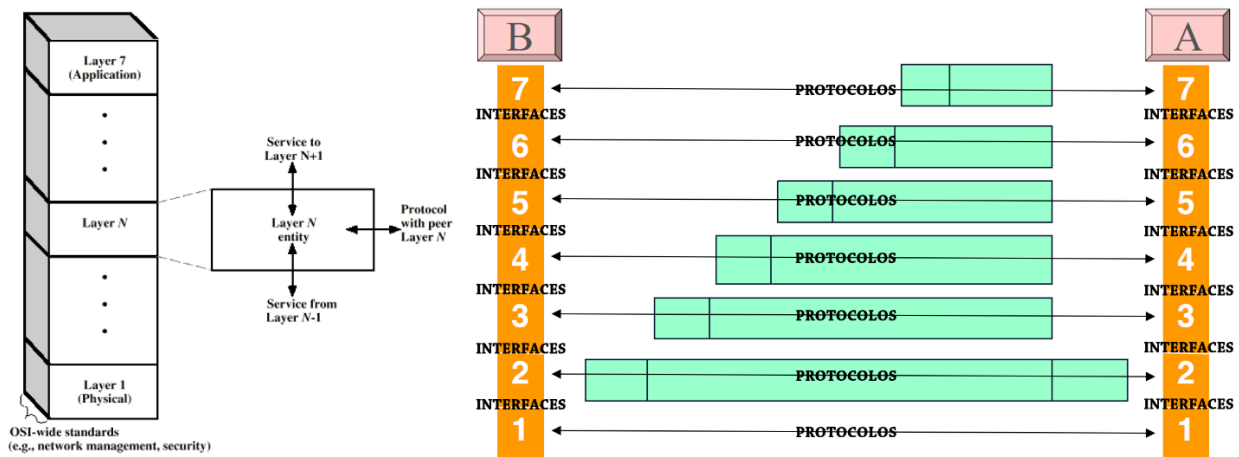 Layer 7
(Application)
Layer N
Layer 1
(Physical)
OSI-wide standards
(e.g., network management, security)
Service to
Layer N+1
Layer N
entity
Protocol
with peer
Layer N
Service from
Layer N-1
B
A
7 PROTOCOLOS 7
INTERFACES INTERFACES
6 PROTOCOLOS 6
INTERFACES INTERFACES
5 PROTOCOLOS 5
INTERFACES INTERFACES
4 PROTOCOLOS 4
INTERFACES INTERFACES
3 PROTOCOLOS 3
INTERFACES INTERFACES
2 PROTOCOLOS 2
INTERFACES INTERFACES
1 PROTOCOLOS 1